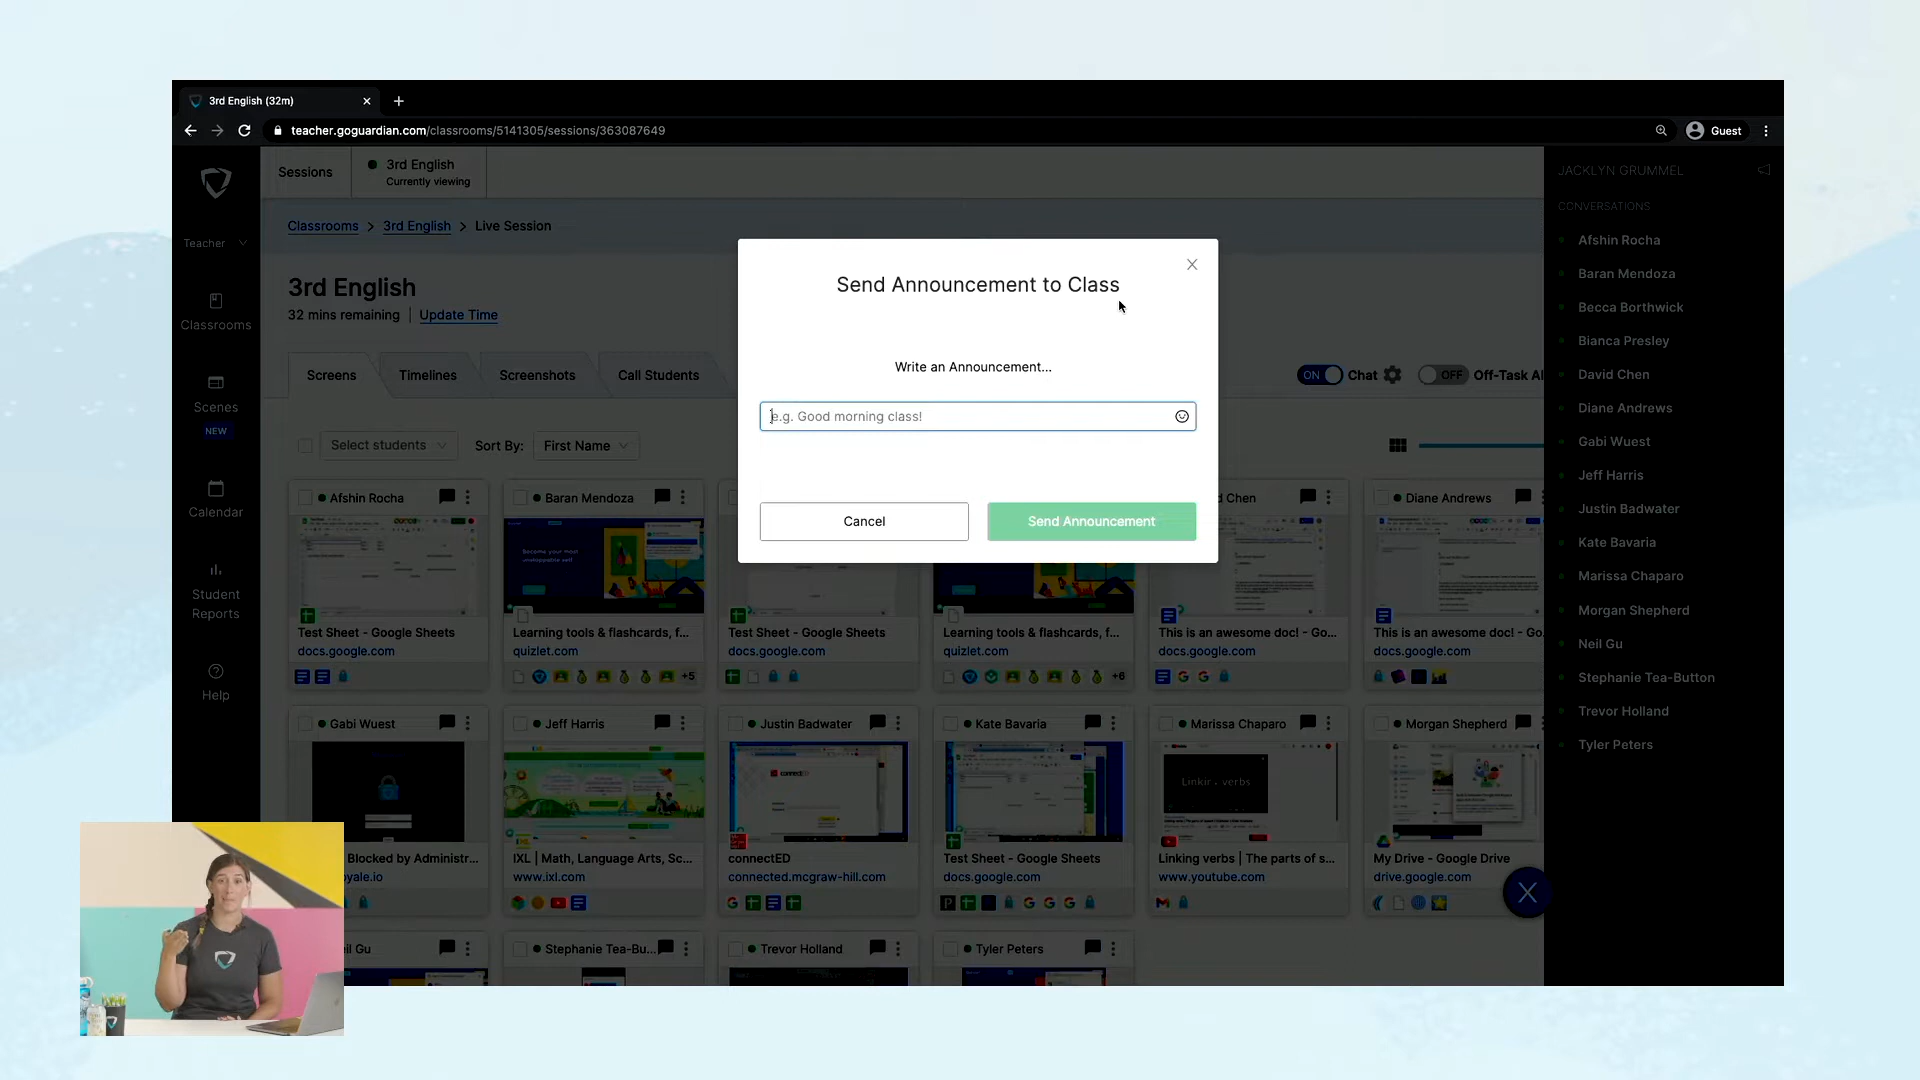 3rd English (32m)
teacher.goguardian.com/classrooms/5141305/sessions/363087649
Guest
Sessions
3rd English
Currently viewing
JACKLYN GRUMMEL
CONVERSATIONS
Teacher
Classrooms > 3rd English > Live Session
Send Announcement to Class
3rd English
32 mins remaining | Update Time
Write an Announcement...
e.g. Good morning class!
Cancel
Send Announcement
Classrooms
Scenes
NEW
Calendar
Student
Reports
Help
Screens
Timelines
Screenshots
Call Students
ON
Chat
OFF
Off-Task Al
Select students
Sort By:
First Name
Afshin Rocha
Baran Mendoza
d Chen
Diane Andrews
Become your most
unstoppable self
Test Sheet - Google Sheets
docs.google.com
Learning tools & flashcards, f...
quizlet.com
+5
Test Sheet - Google Sheets
docs.google.com
Learning tools & flashcards, f...
quizlet.com
+6
This is an awesome doc! - Go...
docs.google.com
This is an awesome doc! - Go
docs.google.com
Gabi Wuest
Jeff Harris
Justin Badwater
Kate Bavaria
Marissa Chaparo
Morgan Shepherd
Blocked by Administr...
oyale.io
IXL | Math, Language Arts, Sc...
www.ixl.com
connectED
connected.mcgraw-hill.com
Test Sheet - Google Sheets
docs.google.com
Linking verbs | The parts of s...
www.youtube.com
My Drive - Google Drive
drive.google.com
eil Gu
Stephanie Tea-Bu...
Trevor Holland
Tyler Peters
Afshin Rocha
Baran Mendoza
Becca Borthwick
Bianca Presley
David Chen
Diane Andrews
Gabi Wuest
Jeff Harris
Justin Badwater
Kate Bavaria
Marissa Chaparo
Morgan Shepherd
Neil Gu
Stephanie Tea-Button
Trevor Holland
Tyler Peters